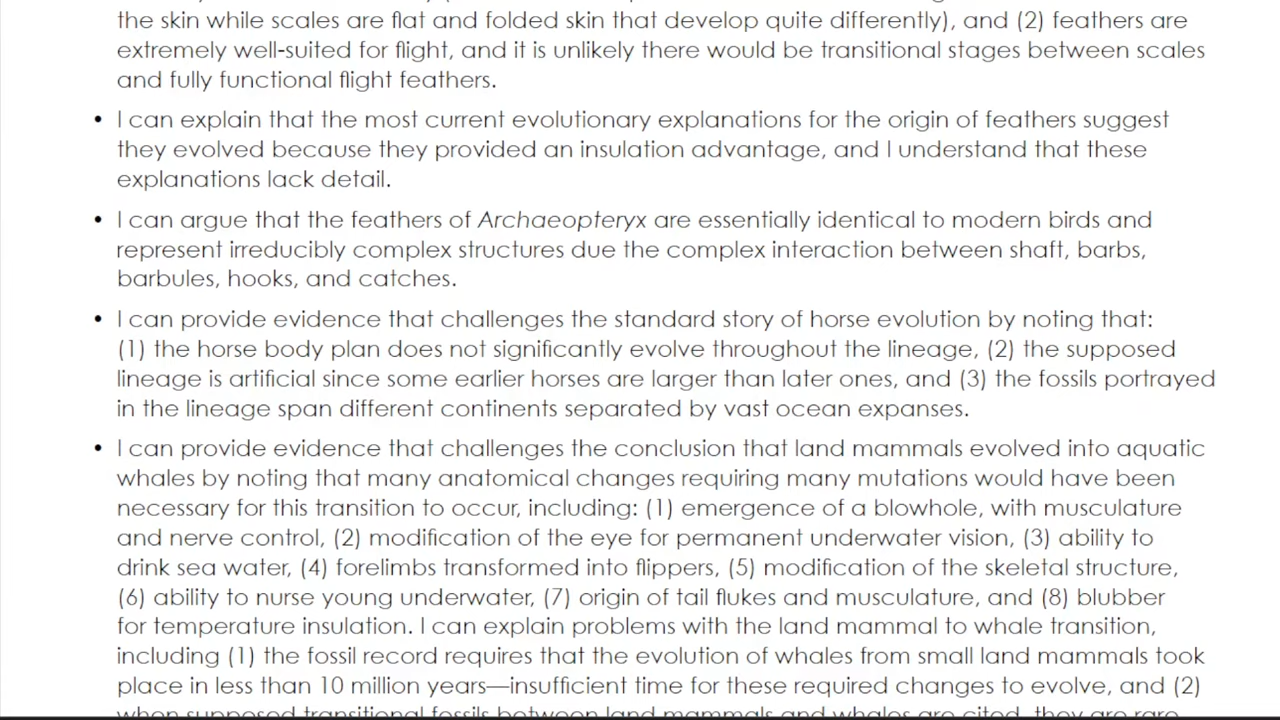 the skin while scales are flat and folded skin that develop quite differently), and (2) feathers are
extremely well-suited for flight, and it is unlikely there would be transitional stages between scales
and fully functional flight feathers.
• I can explain that the most current evolutionary explanations for the origin of feathers suggest
they evolved because they provided an insulation advantage, and I understand that these
explanations lack detail.
• I can argue that the feathers of Archaeopteryx are essentially identical to modern birds and
represent irreducibly complex structures due the complex interaction between shaft, barbs,
barbules, hooks, and catches.
• I can provide evidence that challenges the standard story of horse evolution by noting that:
(1) the horse body plan does not significantly evolve throughout the lineage, (2) the supposed
lineage is artificial since some earlier horses are larger than later ones, and (3) the fossils portrayed
in the lineage span different continents separated by vast ocean expanses.
• I can provide evidence that challenges the conclusion that land mammals evolved into aquatic
whales by noting that many anatomical changes requiring many mutations would have been
necessary for this transition to occur, including: (1) emergence of a blowhole, with musculature
and nerve control, (2) modification of the eye for permanent underwater vision, (3) ability to
drink sea water, (4) forelimbs transformed into flippers, (5) modification of the skeletal structure,
(6) ability to nurse young underwater, (7) origin of tail flukes and musculature, and (8) blubber
for temperature insulation. I can explain problems with the land mammal to whale transition,
including (1) the fossil record requires that the evolution of whales from small land mammals took
place in less than 10 million years—insufficient time for these required changes to evolve, and (2)
when supposed transitional fossils between land mammals and whales are cited, they are rare